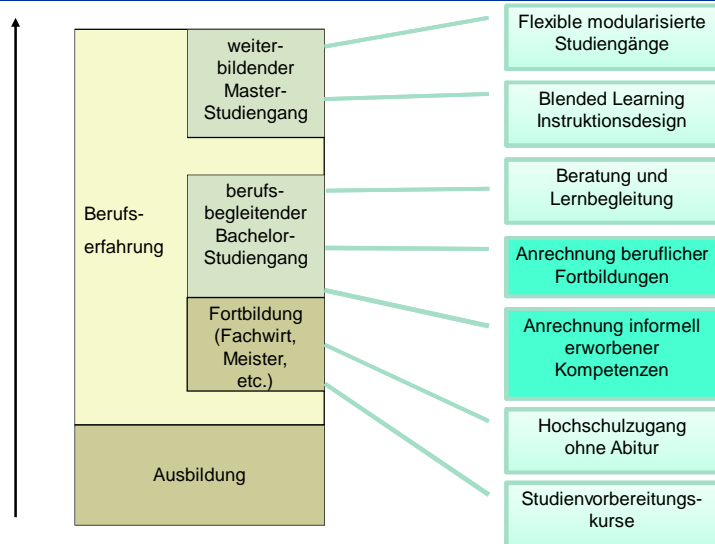 weiter-
bildender
Master-
Studiengang
Berufs-
erfahrung
berufs-
begleitender
Bachelor-
Studiengang
Fortbildung
(Fachwirt,
Meister,
etc.)
Ausbildung
Flexible modularisierte
Studiengänge
Blended Learning
Instruktionsdesign
Beratung und
Lernbegleitung
Anrechnung beruflicher
Fortbildungen
Anrechnung informell
erworbener
Kompetenzen
Hochschulzugang
ohne Abitur
Studienvorbereitungs-
kurse